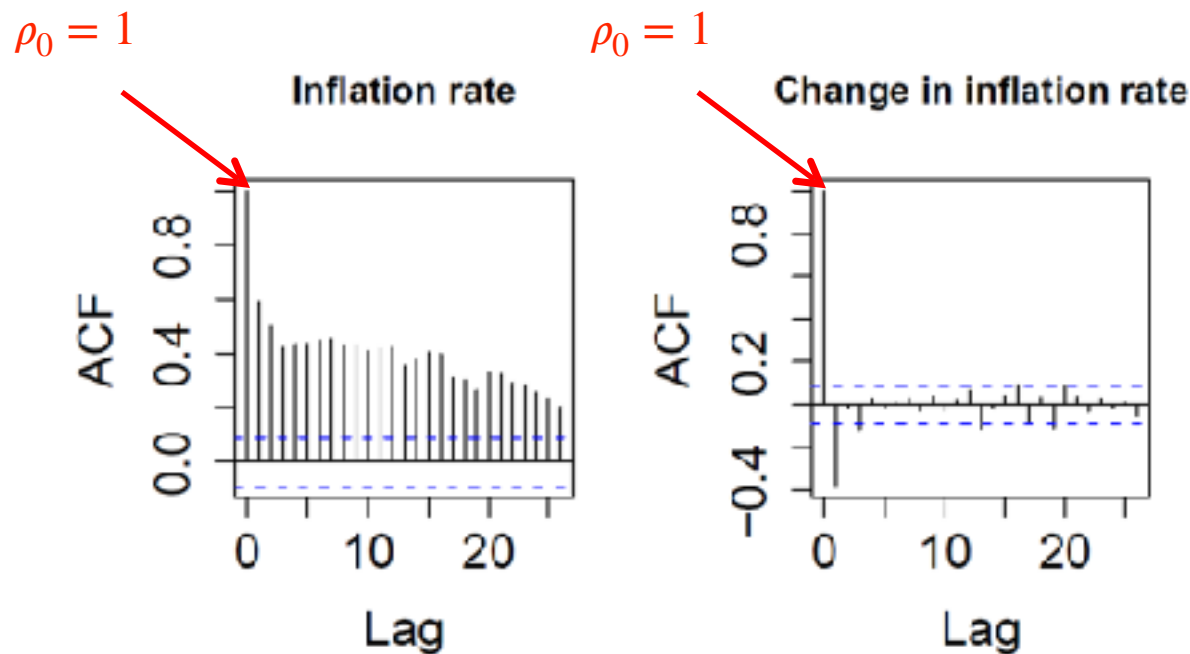 ρ₀ = 1
ρ₀ = 1
Inflation rate
Change in inflation rate
ACF
0.0 0.4 0.8
0 10 20
Lag
ACF
−0.4 0.2 0.8
0 10 20
Lag